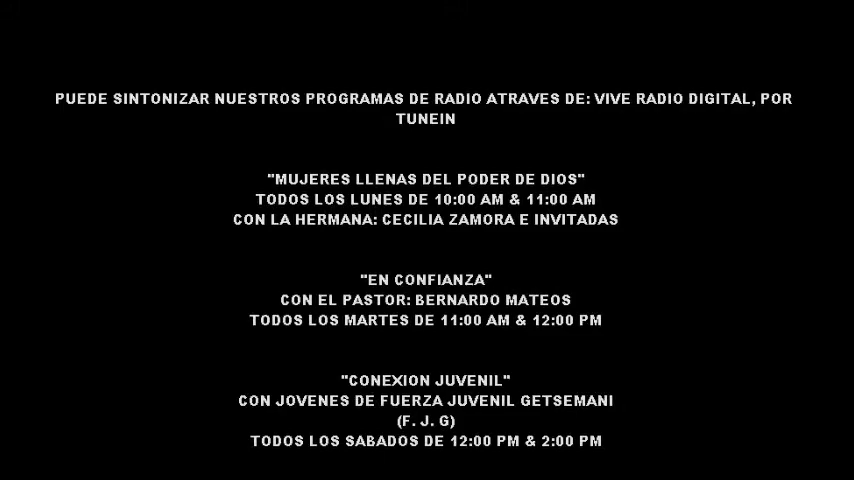 PUEDE SINTONIZAR NUESTROS PROGRAMAS DE RADIO ATRAVES DE: VIVE RADIO DIGITAL, POR
TUNEIN
"MUJERES LLENAS DEL PODER DE DIOS"
TODOS LOS LUNES DE 10:00 AM & 11:00 AM
CON LA HERMANA: CECILIA ZAMORA E INVITADAS
"EN CONFIANZA"
CON EL PASTOR: BERNARDO MATEOS
TODOS LOS MARTES DE 11:00 AM & 12:00 PM
"CONEXION JUVENIL"
CON JOVENES DE FUERZA JUVENIL GETSEMANI
(F. J. G)
TODOS LOS SABADOS DE 12:00 PM & 2:00 PM